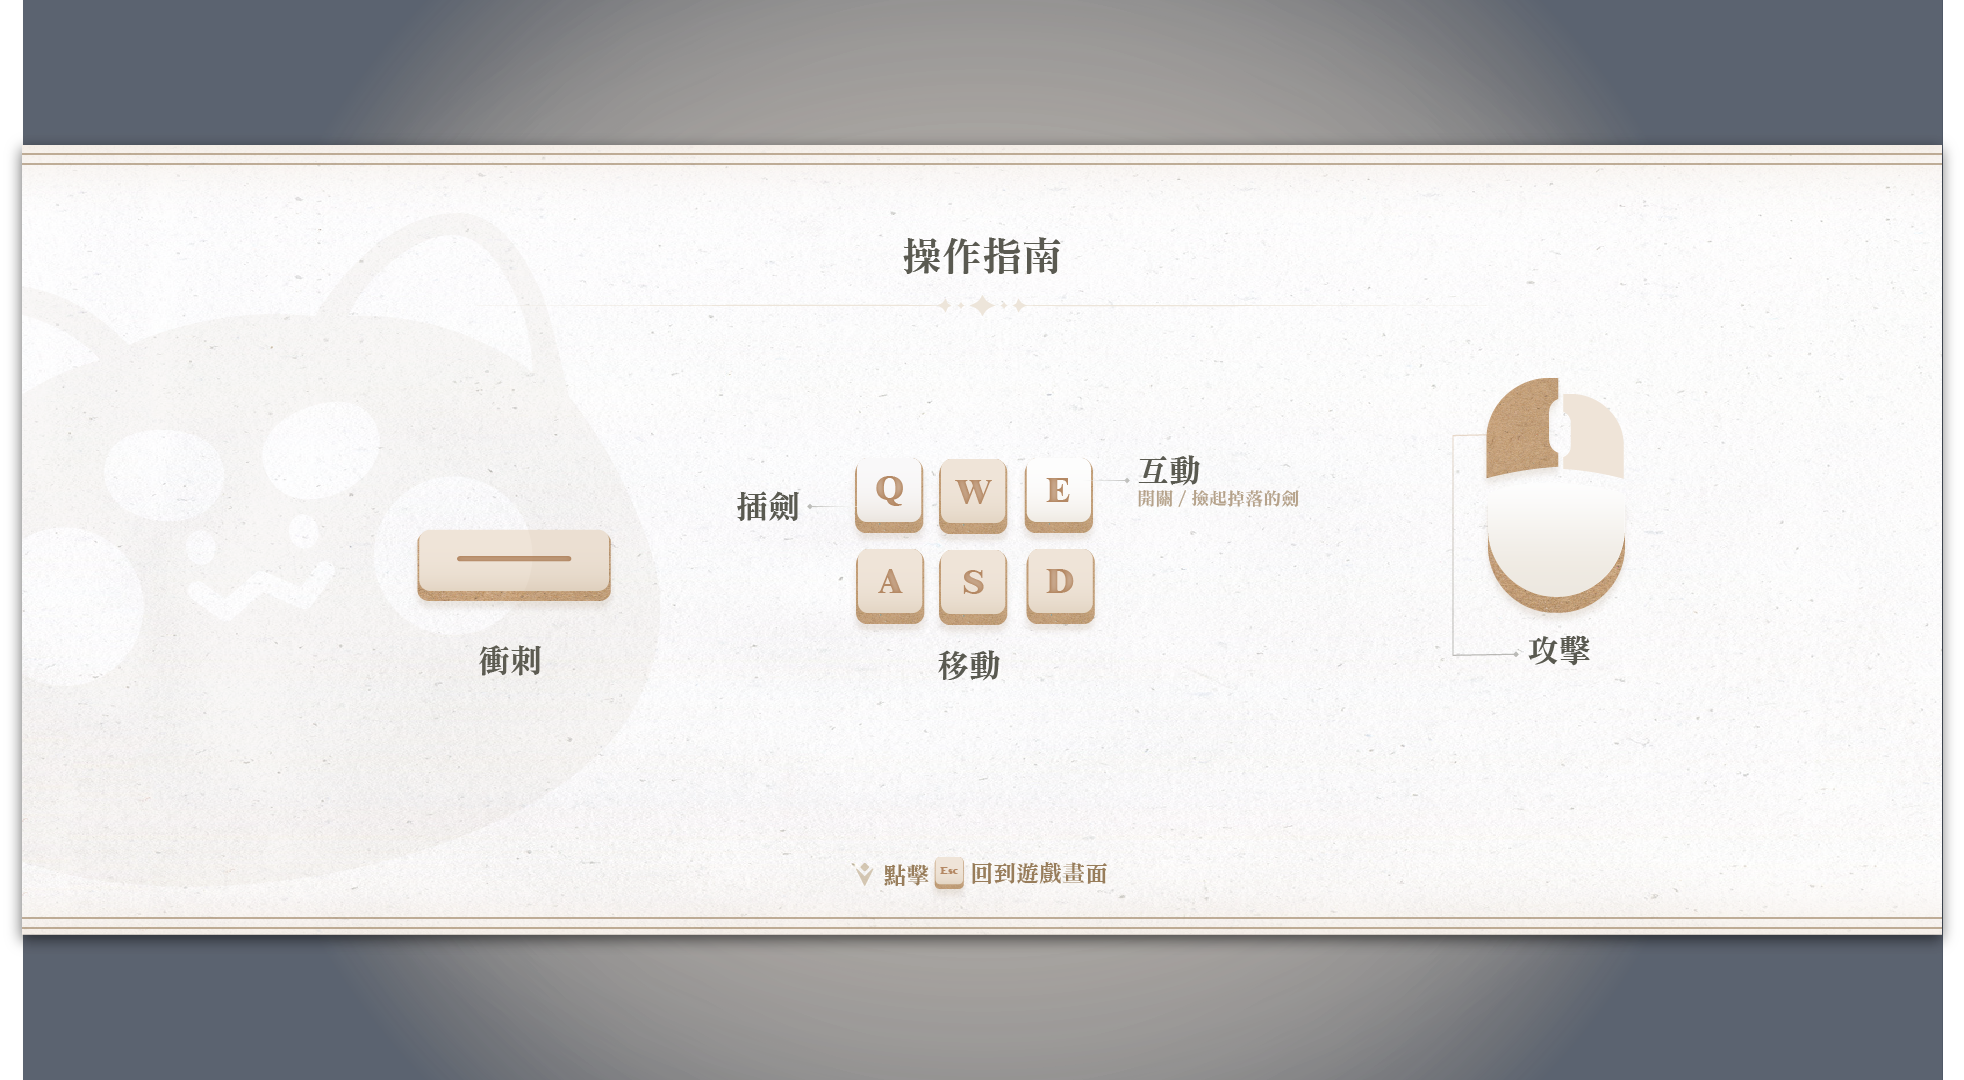 操作指南
插劍
Q W E
互動
開關 / 撿起掉落的劍
A S D
衝刺
移動
攻擊
點擊 Esc 回到遊戲畫面